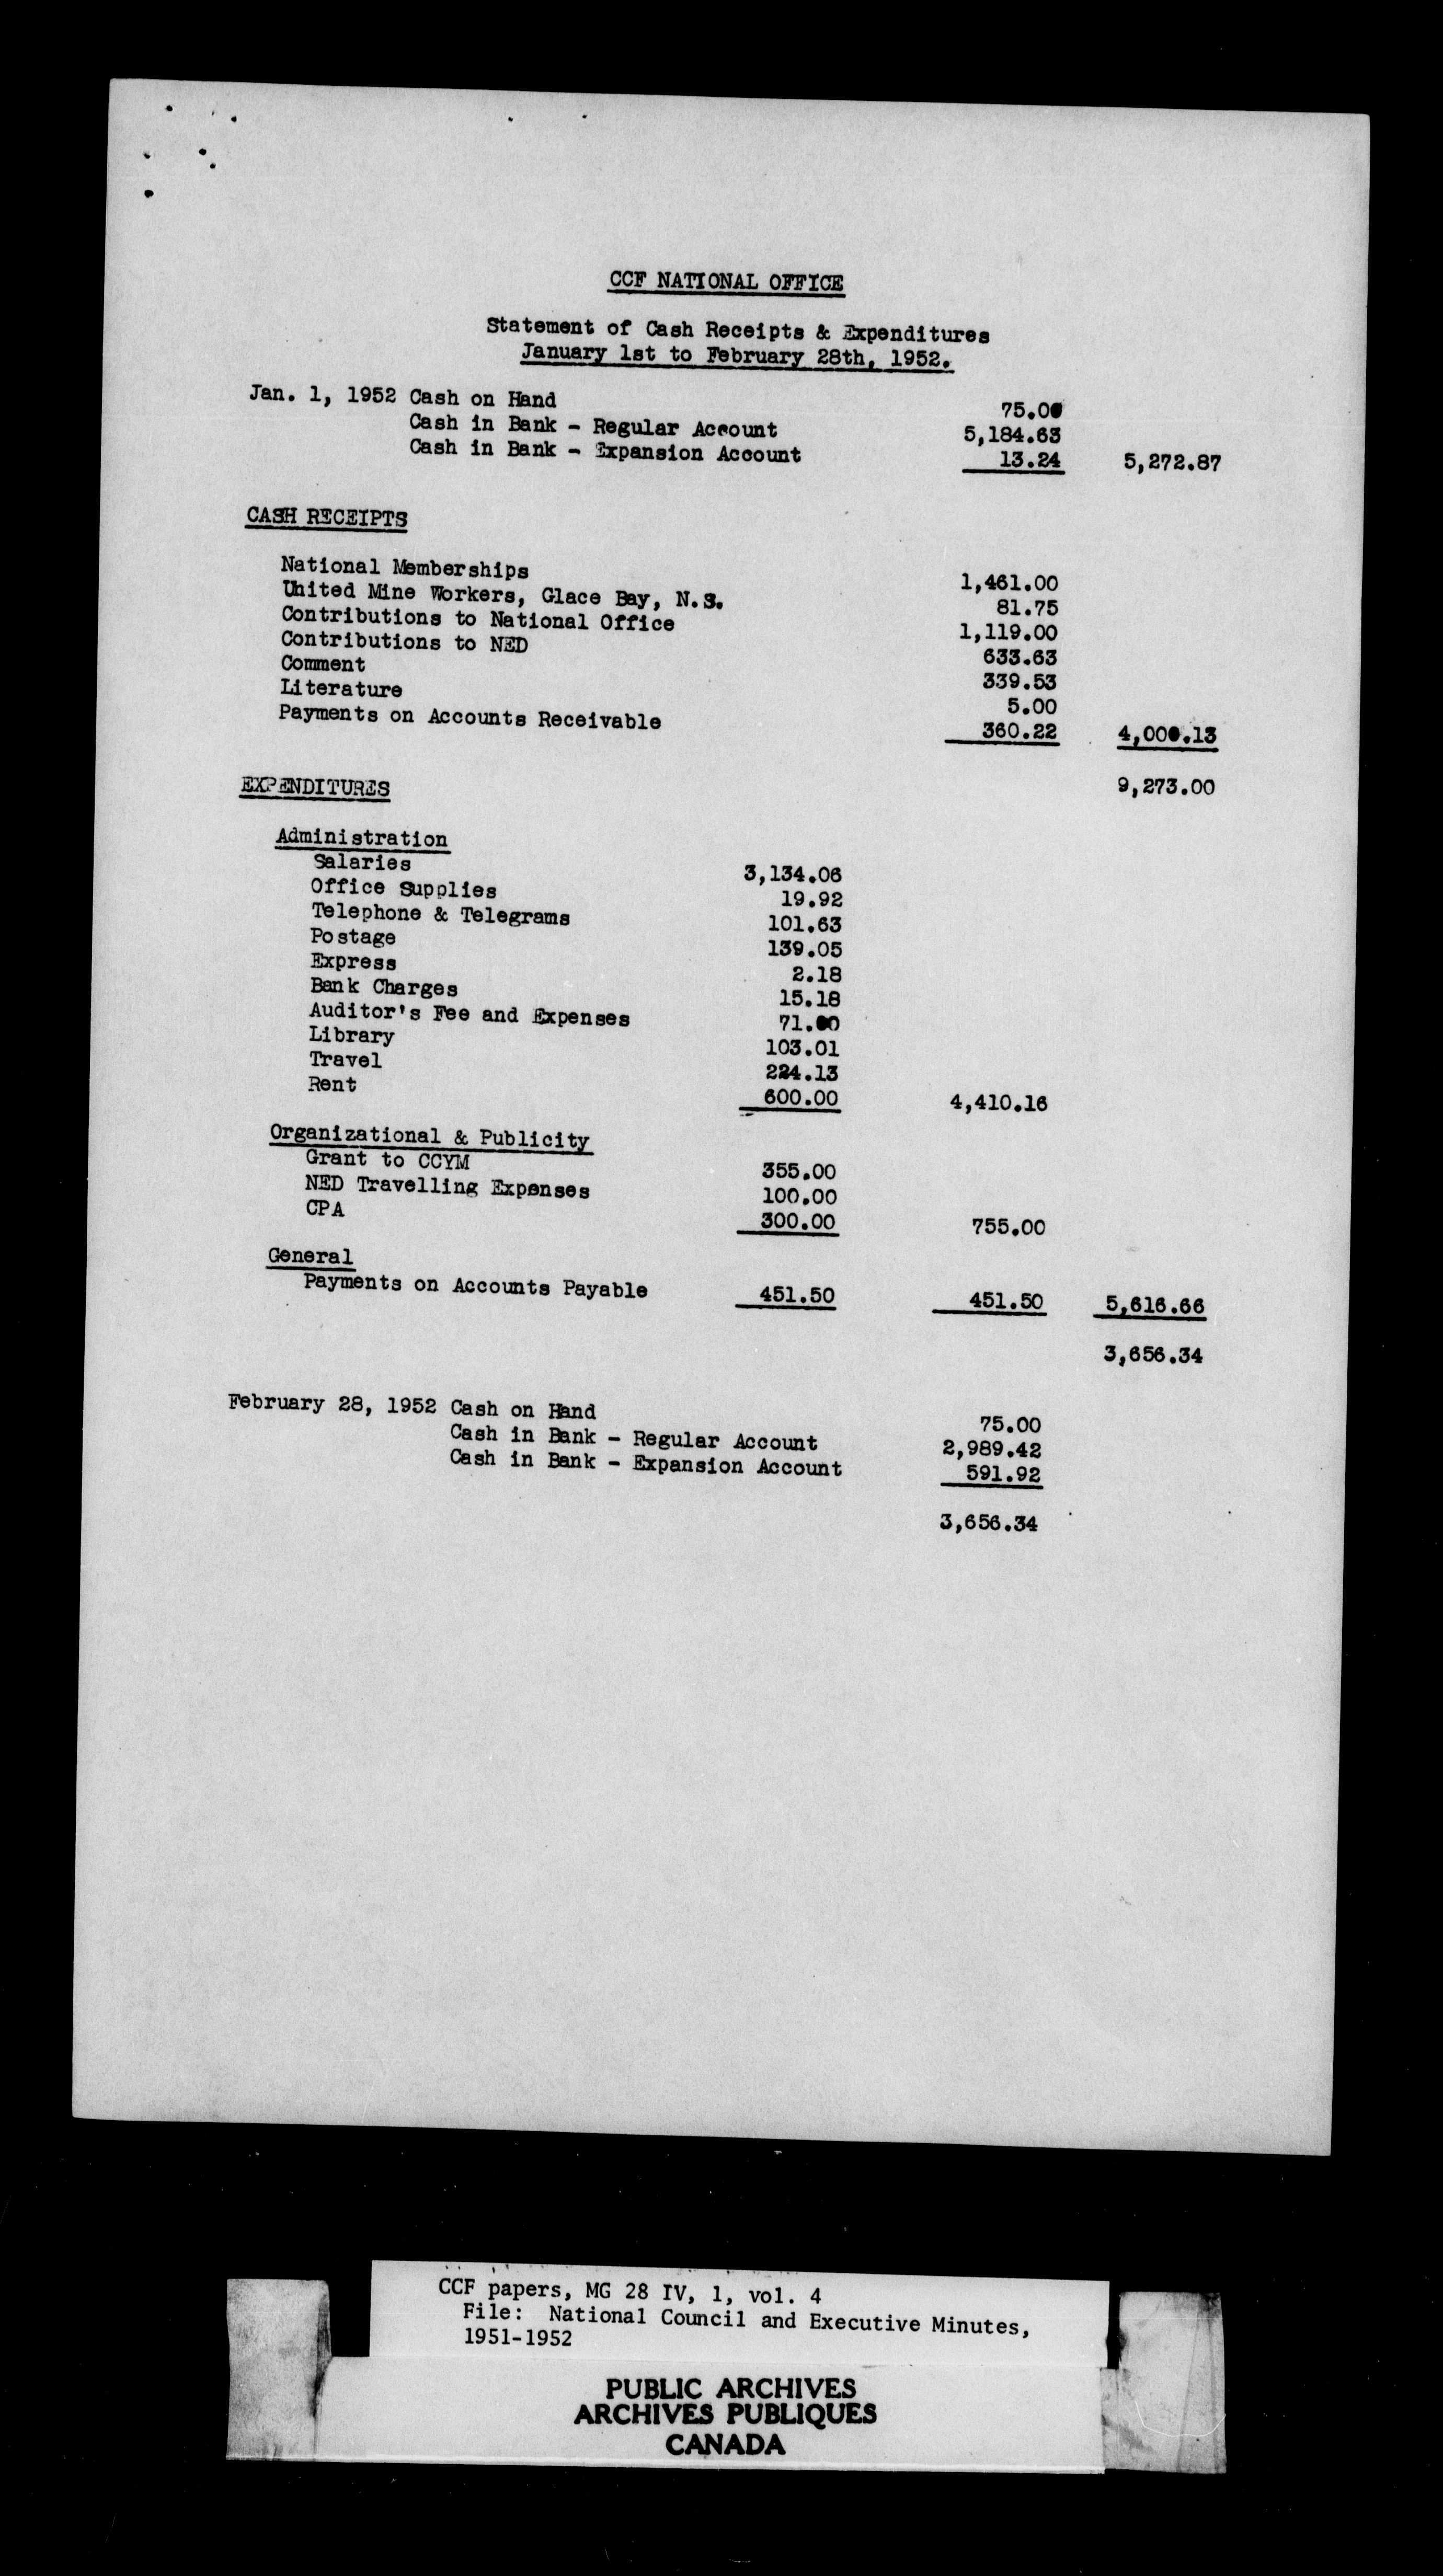 CCF NATIONAL OFFICE
Statement of Cash Receipts & Expenditures
January 1st to February 28th, 1952.
Jan. 1, 1952 Cash on Hand 75.00
Cash in Bank - Regular Account 5,184.63
Cash in Bank - Expansion Account 13.24 5,272.87
CASH RECEIPTS
National Memberships 1,461.00
United Mine Workers, Glace Bay, N.S. 81.75
Contributions to National Office 1,119.00
Contributions to NED 633.63
Comment 339.53
Literature 5.00
Payments on Accounts Receivable 360.22 4,000.13
EXPENDITURES 9,273.00
Administration
Salaries 3,134.06
Office Supplies 19.92
Telephone & Telegrams 101.63
Postage 139.05
Express 2.18
Bank Charges 15.18
Auditor's Fee and Expenses 71.00
Library 103.01
Travel 224.13
Rent 600.00 4,410.16
Organizational & Publicity
Grant to CCYM 355.00
NED Travelling Expenses 100.00
CPA 300.00 755.00
General
Payments on Accounts Payable 451.50 451.50 5,616.66
3,656.34
February 28, 1952 Cash on Hand 75.00
Cash in Bank - Regular Account 2,989.42
Cash in Bank - Expansion Account 591.92
3,656.34
CCF papers, MG 28 IV, 1, vol. 4
File: National Council and Executive Minutes,
1951-1952
PUBLIC ARCHIVES
ARCHIVES PUBLIQUES
CANADA